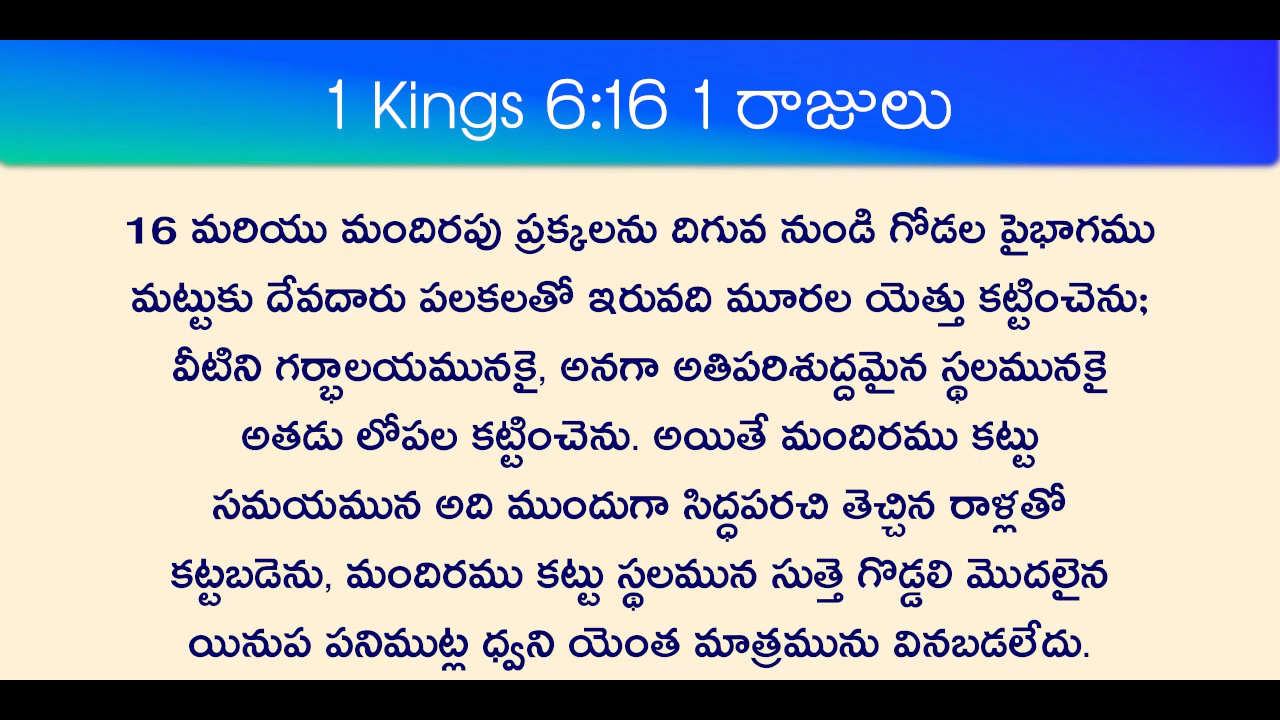 1 Kings 6:16 1 రాజులు
16 మరియు మందిరపు ప్రక్కలను దిగువ నుండి గోడల పైభాగము
మట్టుకు దేవదారు పలకలతో ఇరువది మూరల యెత్తు కట్టించెను;
వీటిని గర్భాలయమునకై, అనగా అతిపరిశుద్దమైన స్థలమునకై
అతడు లోపల కట్టించెను. అయితే మందిరము కట్టు
సమయమున అది ముందుగా సిద్ధపరచి తెచ్చిన రాళ్లతో
కట్టబడెను, మందిరము కట్టు స్థలమున సుత్తె గొడ్డలి మొదలైన
యినుప పనిముట్ల ధ్వని యెంత మాత్రమును వినబడలేదు.